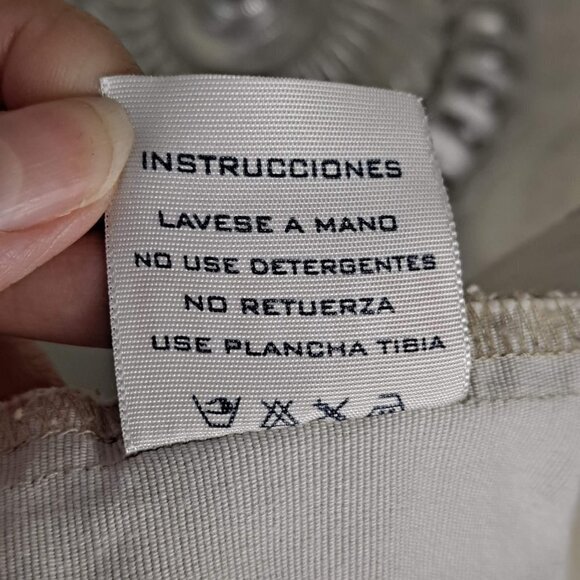 INSTRUCCIONES
LAVESE A MANO
NO USE DETERGENTES
NO RETUERZA
USE PLANCHA TIBIA